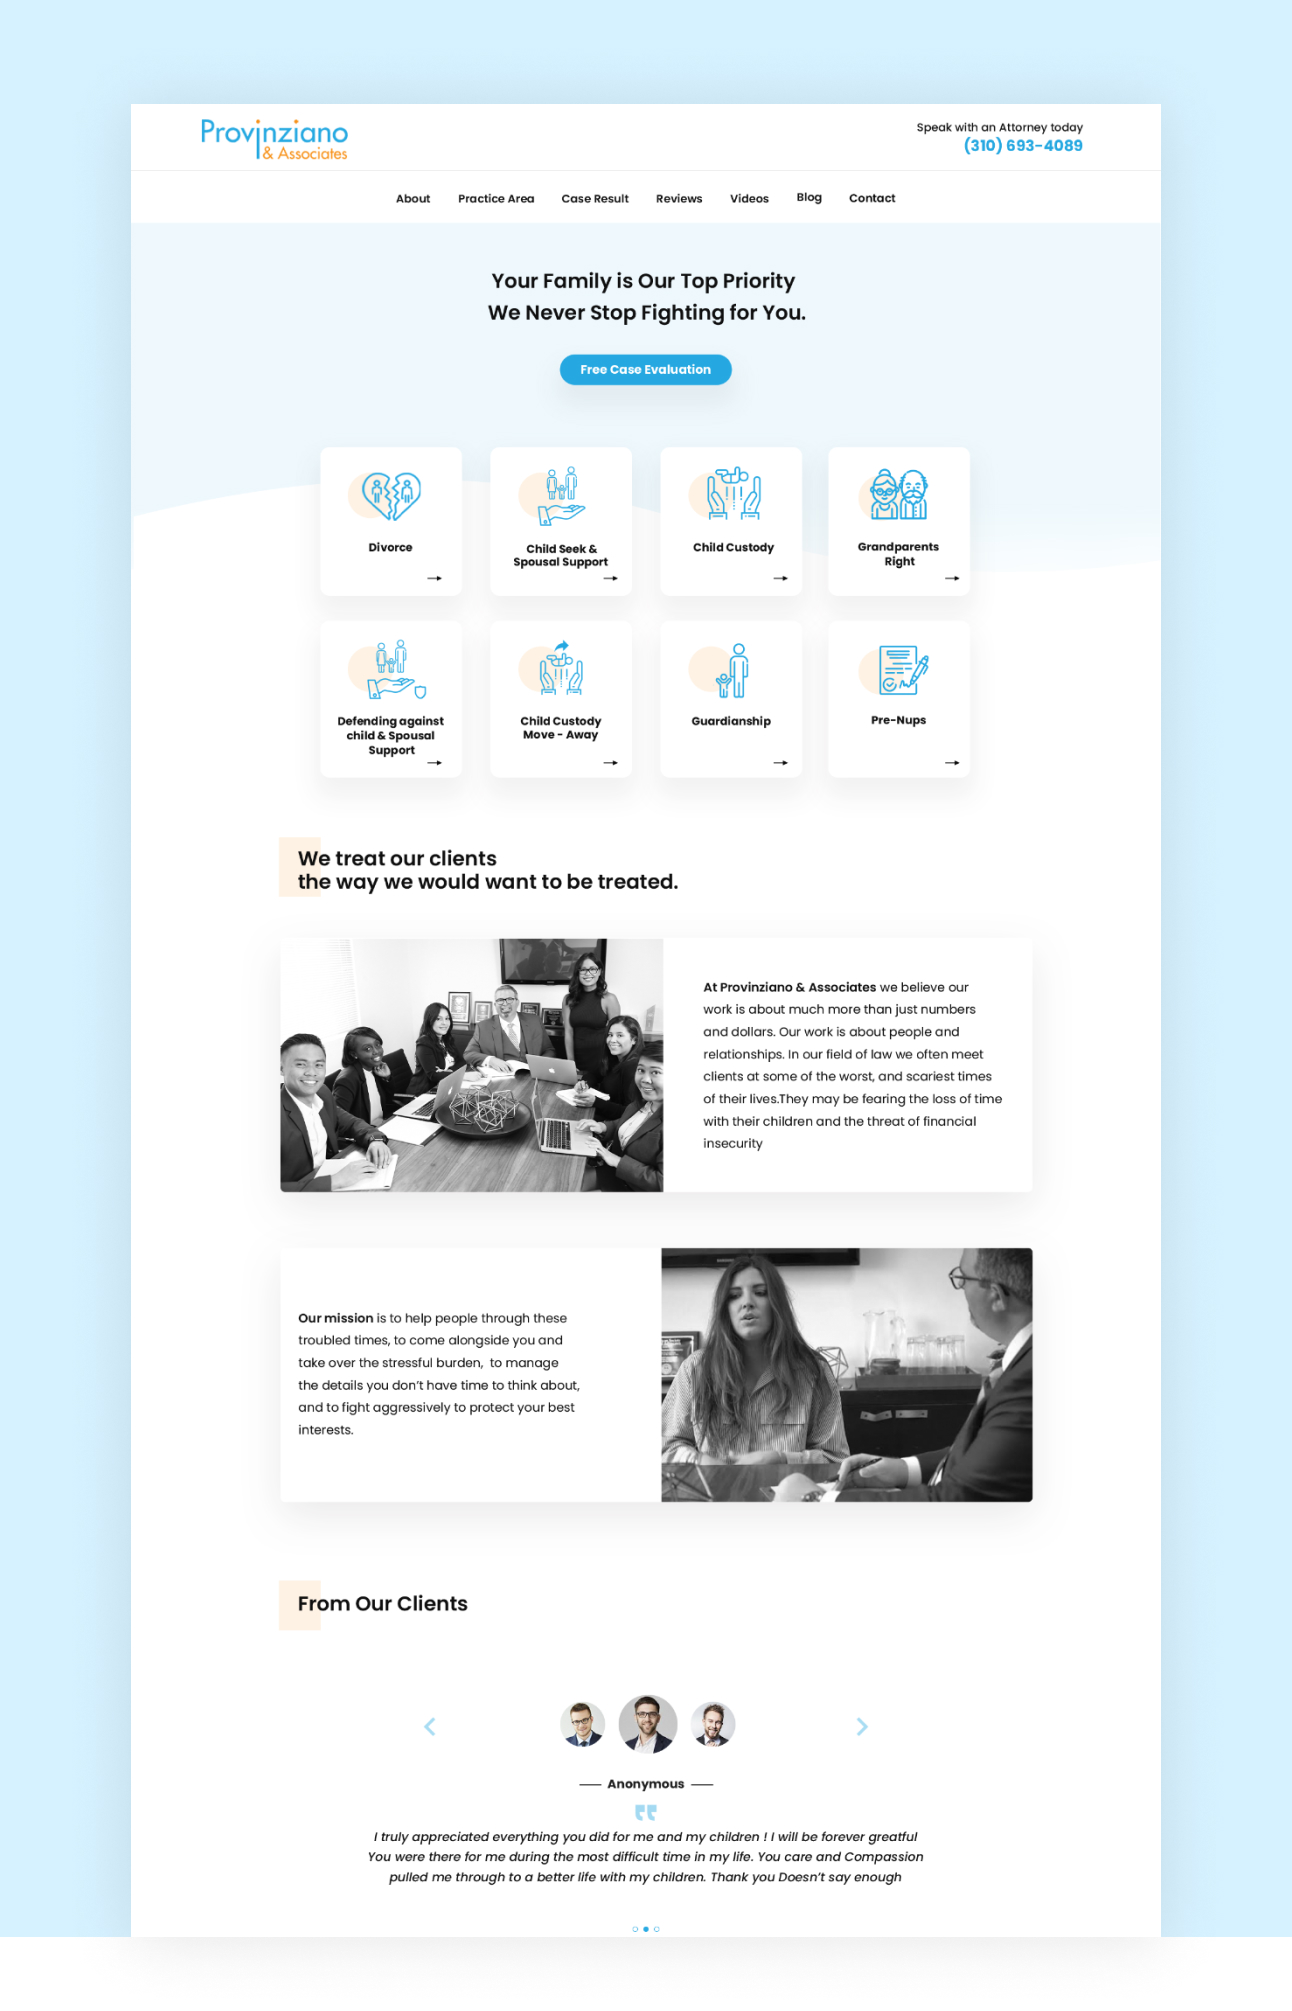 Provinziano
& Associates
Speak with an Attorney today
(310) 693-4089
About Practice Area Case Result Reviews Videos Blog Contact
Your Family is Our Top Priority
We Never Stop Fighting for You.
Free Case Evaluation
Divorce
Child Seek &
Spousal Support
Child Custody
Grandparents
Right
Defending against
child & Spousal
Support
Child Custody
Move - Away
Guardianship
Pre-Nups
We treat our clients
the way we would want to be treated.
At Provinziano & Associates we believe our
work is about much more than just numbers
and dollars. Our work is about people and
relationships. In our field of law we often meet
clients at some of the worst, and scariest times
of their lives.They may be fearing the loss of time
with their children and the threat of financial
insecurity
Our mission is to help people through these
troubled times, to come alongside you and
take over the stressful burden,  to manage
the details you don’t have time to think about,
and to fight aggressively to protect your best
interests.
From Our Clients
Anonymous
I truly appreciated everything you did for me and my children ! I will be forever greatful
You were there for me during the most difficult time in my life. You care and Compassion
pulled me through to a better life with my children. Thank you Doesn’t say enough